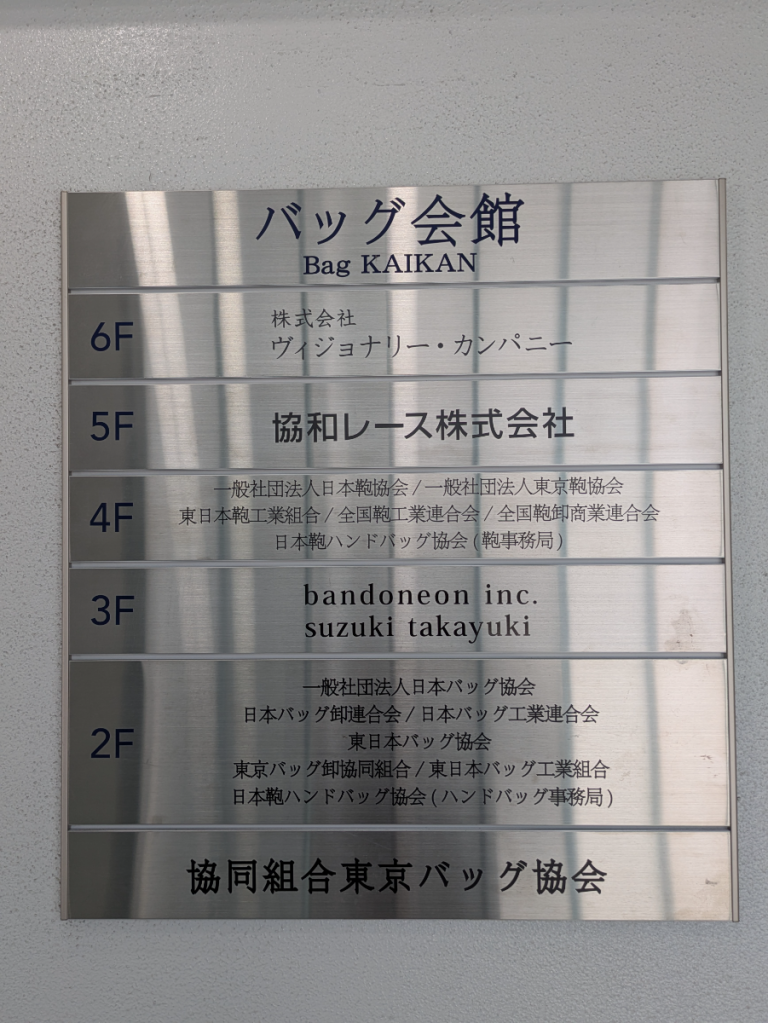 バッグ会館
Bag KAIKAN
6F
株式会社
ヴィジョナリー・カンパニー
5F 協和レース株式会社
4F
一般社団法人日本鞄協会 / 一般社団法人東京鞄協会
東日本鞄工業組合 / 全国鞄工業連合会 / 全国鞄卸商業連合会
日本鞄ハンドバッグ協会 ( 鞄事務局 )
3F
bandoneon inc.
suzuki takayuki
2F
一般社団法人日本バッグ協会
日本バッグ卸連合会 / 日本バッグ工業連合会
東日本バッグ協会
東京バッグ卸協同組合 / 東日本バッグ工業組合
日本鞄ハンドバッグ協会 ( ハンドバッグ事務局 )
協同組合東京バッグ協会